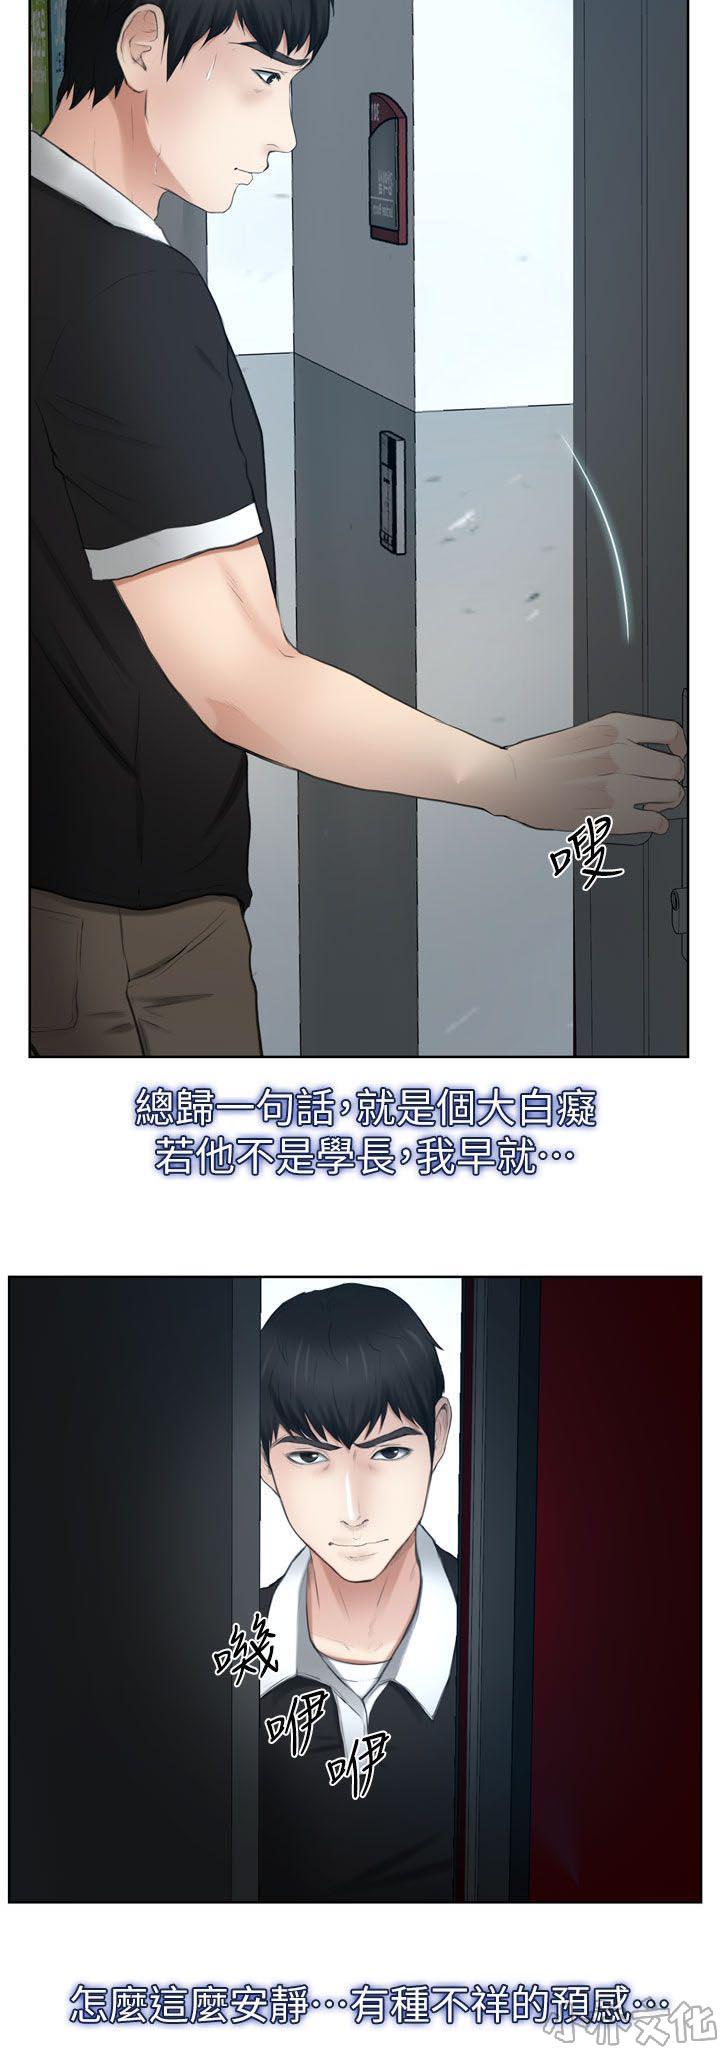 嗖
總歸一句話,就是個大白癡
若他不是學長,我早就⋯
嘰
咿
咿
怎麼這麼安靜⋯有種不祥的預感⋯